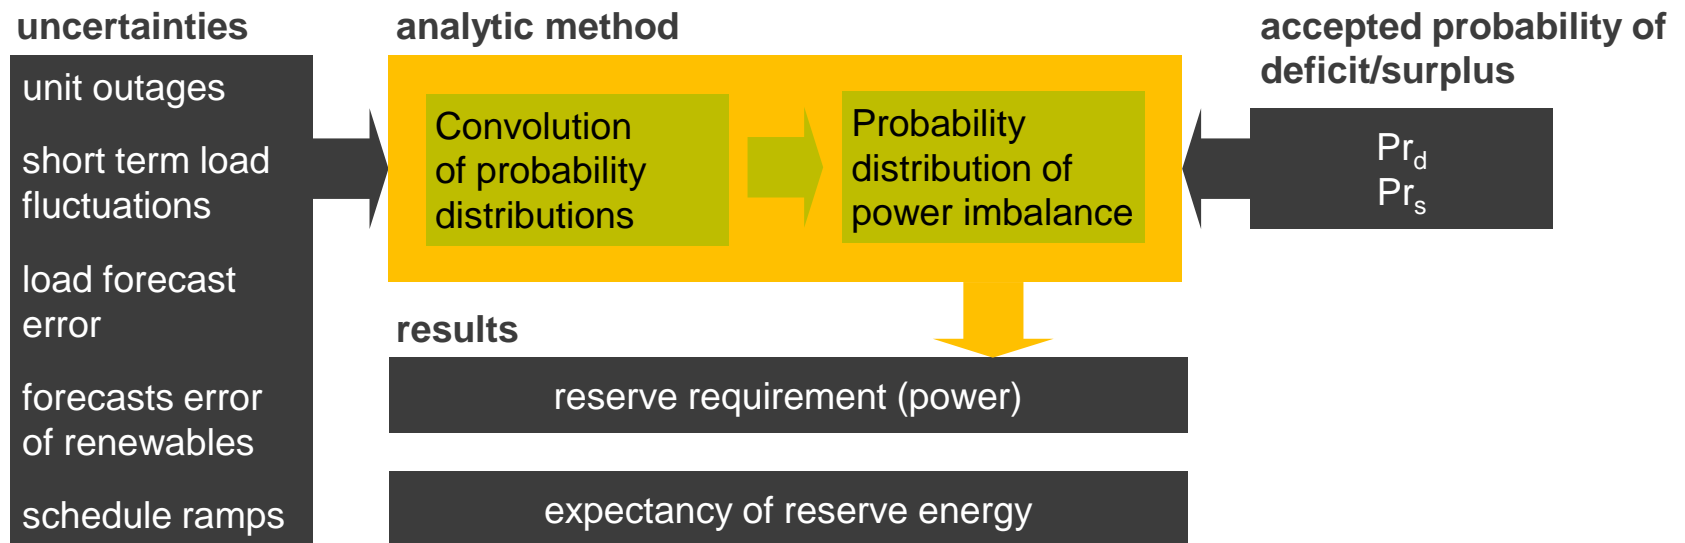 uncertainties
unit outages
short term load
fluctuations
load forecast
error
forecasts error
of renewables
schedule ramps
analytic method
Convolution
of probability
distributions
Probability
distribution of
power imbalance
accepted probability of
deficit/surplus
Prd
Prs
results
reserve requirement (power)
expectancy of reserve energy